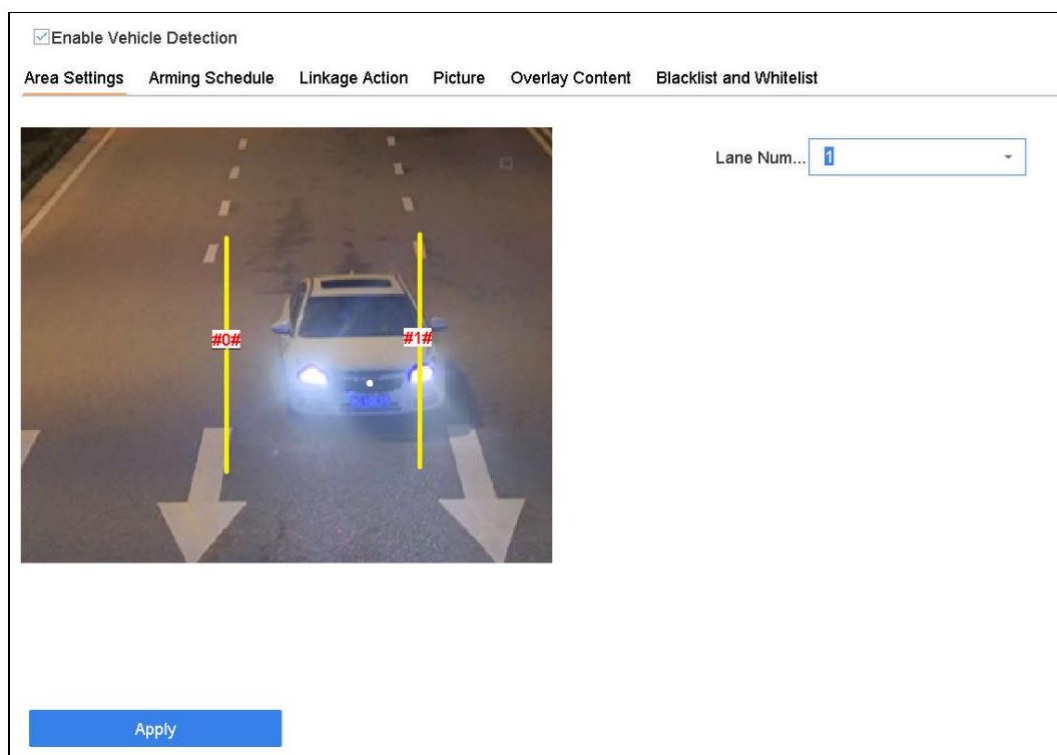 Enable Vehicle Detection
Area Settings Arming Schedule Linkage Action Picture Overlay Content Blacklist and Whitelist
Lane Num... 1
#0# #1#
Apply